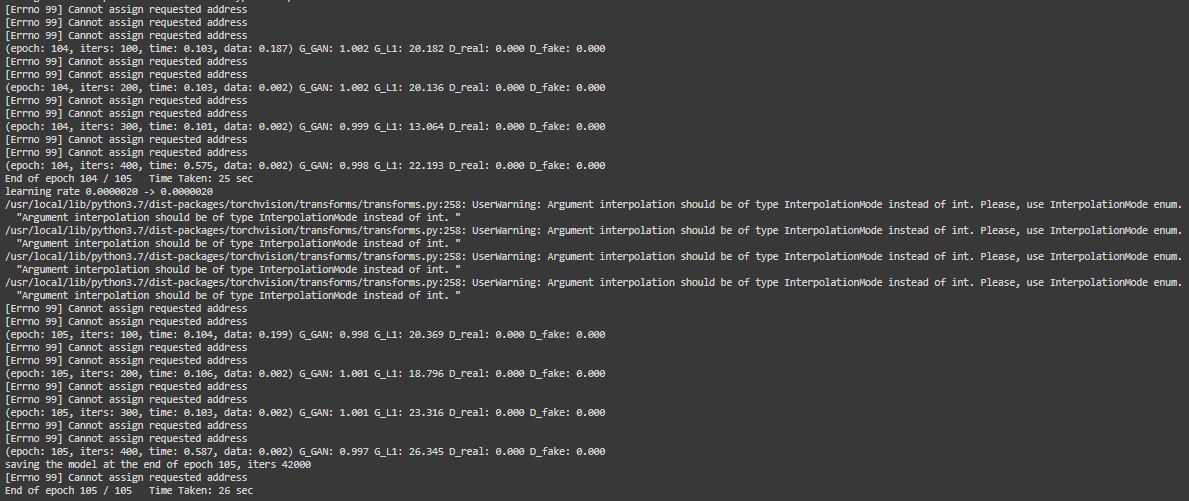 [Errno 99] Cannot assign requested address
[Errno 99] Cannot assign requested address
[Errno 99] Cannot assign requested address
(epoch: 104, iters: 100, time: 0.103, data: 0.187) G_GAN: 1.002 G_L1: 20.182 D_real: 0.000 D_fake: 0.000
[Errno 99] Cannot assign requested address
[Errno 99] Cannot assign requested address
(epoch: 104, iters: 200, time: 0.103, data: 0.002) G_GAN: 1.002 G_L1: 20.136 D_real: 0.000 D_fake: 0.000
[Errno 99] Cannot assign requested address
[Errno 99] Cannot assign requested address
(epoch: 104, iters: 300, time: 0.101, data: 0.002) G_GAN: 0.999 G_L1: 13.064 D_real: 0.000 D_fake: 0.000
[Errno 99] Cannot assign requested address
[Errno 99] Cannot assign requested address
(epoch: 104, iters: 400, time: 0.575, data: 0.002) G_GAN: 0.998 G_L1: 22.193 D_real: 0.000 D_fake: 0.000
End of epoch 104 / 105   Time Taken: 25 sec
learning rate 0.0000020 -> 0.0000020
/usr/local/lib/python3.7/dist-packages/torchvision/transforms/transforms.py:258: UserWarning: Argument interpolation should be of type InterpolationMode instead of int. Please, use InterpolationMode enum.
  "Argument interpolation should be of type InterpolationMode instead of int. "
/usr/local/lib/python3.7/dist-packages/torchvision/transforms/transforms.py:258: UserWarning: Argument interpolation should be of type InterpolationMode instead of int. Please, use InterpolationMode enum.
  "Argument interpolation should be of type InterpolationMode instead of int. "
/usr/local/lib/python3.7/dist-packages/torchvision/transforms/transforms.py:258: UserWarning: Argument interpolation should be of type InterpolationMode instead of int. Please, use InterpolationMode enum.
  "Argument interpolation should be of type InterpolationMode instead of int. "
/usr/local/lib/python3.7/dist-packages/torchvision/transforms/transforms.py:258: UserWarning: Argument interpolation should be of type InterpolationMode instead of int. Please, use InterpolationMode enum.
  "Argument interpolation should be of type InterpolationMode instead of int. "
[Errno 99] Cannot assign requested address
[Errno 99] Cannot assign requested address
(epoch: 105, iters: 100, time: 0.104, data: 0.199) G_GAN: 0.998 G_L1: 20.369 D_real: 0.000 D_fake: 0.000
[Errno 99] Cannot assign requested address
[Errno 99] Cannot assign requested address
(epoch: 105, iters: 200, time: 0.106, data: 0.002) G_GAN: 1.001 G_L1: 18.796 D_real: 0.000 D_fake: 0.000
[Errno 99] Cannot assign requested address
[Errno 99] Cannot assign requested address
(epoch: 105, iters: 300, time: 0.103, data: 0.002) G_GAN: 1.001 G_L1: 23.316 D_real: 0.000 D_fake: 0.000
[Errno 99] Cannot assign requested address
[Errno 99] Cannot assign requested address
(epoch: 105, iters: 400, time: 0.587, data: 0.002) G_GAN: 0.997 G_L1: 26.345 D_real: 0.000 D_fake: 0.000
saving the model at the end of epoch 105, iters 42000
[Errno 99] Cannot assign requested address
End of epoch 105 / 105   Time Taken: 26 sec